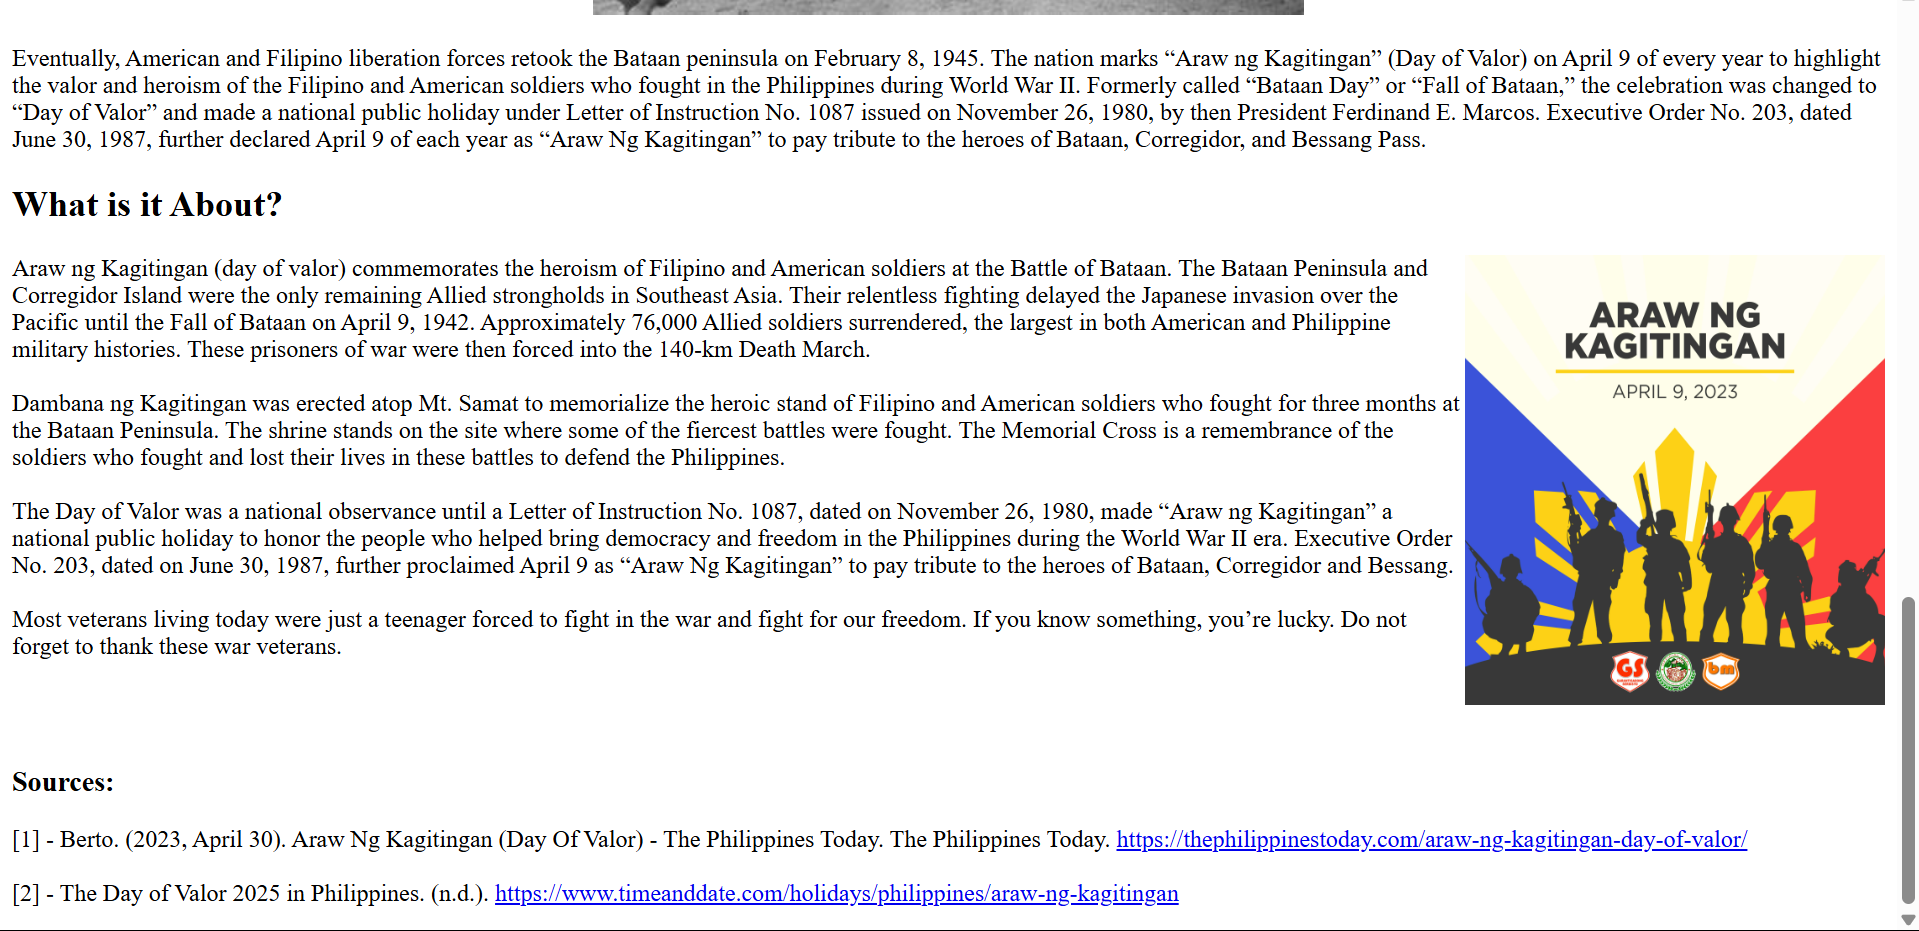 Eventually, American and Filipino liberation forces retook the Bataan peninsula on February 8, 1945. The nation marks “Araw ng Kagitingan” (Day of Valor) on April 9 of every year to highlight
the valor and heroism of the Filipino and American soldiers who fought in the Philippines during World War II. Formerly called “Bataan Day” or “Fall of Bataan,” the celebration was changed to
“Day of Valor” and made a national public holiday under Letter of Instruction No. 1087 issued on November 26, 1980, by then President Ferdinand E. Marcos. Executive Order No. 203, dated
June 30, 1987, further declared April 9 of each year as “Araw Ng Kagitingan” to pay tribute to the heroes of Bataan, Corregidor, and Bessang Pass.
What is it About?
Araw ng Kagitingan (day of valor) commemorates the heroism of Filipino and American soldiers at the Battle of Bataan. The Bataan Peninsula and
Corregidor Island were the only remaining Allied strongholds in Southeast Asia. Their relentless fighting delayed the Japanese invasion over the
Pacific until the Fall of Bataan on April 9, 1942. Approximately 76,000 Allied soldiers surrendered, the largest in both American and Philippine
military histories. These prisoners of war were then forced into the 140-km Death March.
Dambana ng Kagitingan was erected atop Mt. Samat to memorialize the heroic stand of Filipino and American soldiers who fought for three months at
the Bataan Peninsula. The shrine stands on the site where some of the fiercest battles were fought. The Memorial Cross is a remembrance of the
soldiers who fought and lost their lives in these battles to defend the Philippines.
The Day of Valor was a national observance until a Letter of Instruction No. 1087, dated on November 26, 1980, made “Araw ng Kagitingan” a
national public holiday to honor the people who helped bring democracy and freedom in the Philippines during the World War II era. Executive Order
No. 203, dated on June 30, 1987, further proclaimed April 9 as “Araw Ng Kagitingan” to pay tribute to the heroes of Bataan, Corregidor and Bessang.
Most veterans living today were just a teenager forced to fight in the war and fight for our freedom. If you know something, you’re lucky. Do not
forget to thank these war veterans.
ARAW NG
KAGITINGAN
APRIL 9, 2023
GS
bm
Sources:
[1] - Berto. (2023, April 30). Araw Ng Kagitingan (Day Of Valor) - The Philippines Today. The Philippines Today. https://thephilippinestoday.com/araw-ng-kagitingan-day-of-valor/
[2] - The Day of Valor 2025 in Philippines. (n.d.). https://www.timeanddate.com/holidays/philippines/araw-ng-kagitingan